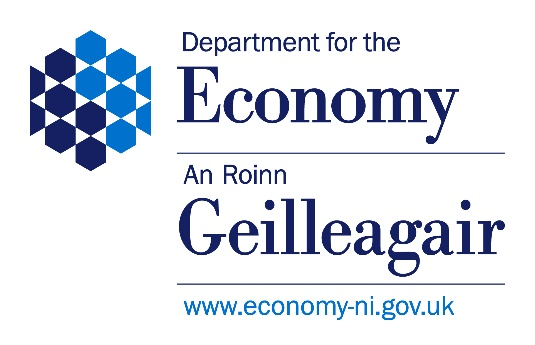 Department for the
Economy
An Roinn
Geilleagair
www.economy-ni.gov.uk